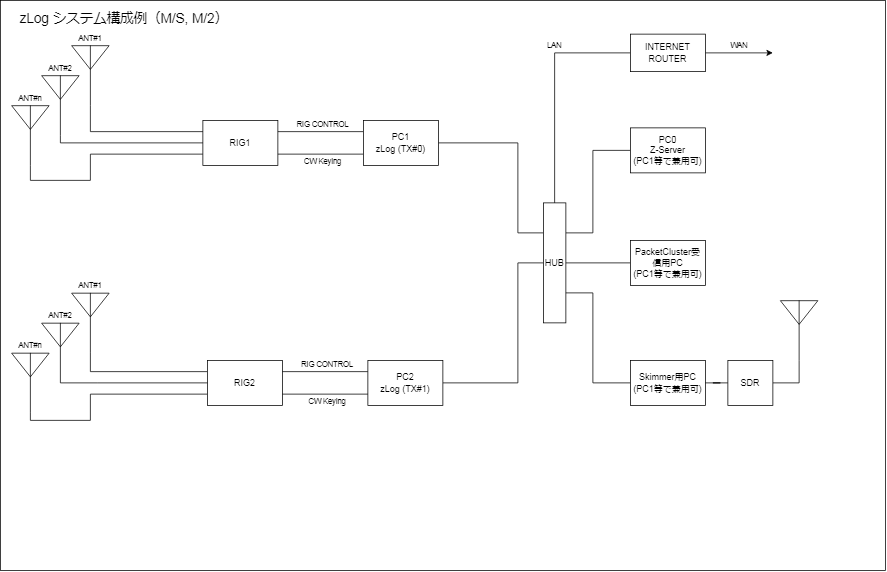 zLog システム構成例（M/S, M/2）
ANT#1
ANT#2
ANT#n
RIG1
RIG CONTROL
CW Keying
PC1
zLog (TX#0)
LAN
INTERNET
ROUTER
WAN
PC0
Z-Server
(PC1等で兼用可)
HUB
PacketCluster受
信用PC
(PC1等で兼用可)
ANT#1
ANT#2
ANT#n
RIG2
RIG CONTROL
CW Keying
PC2
zLog (TX#1)
Skimmer用PC
(PC1等で兼用可)
SDR